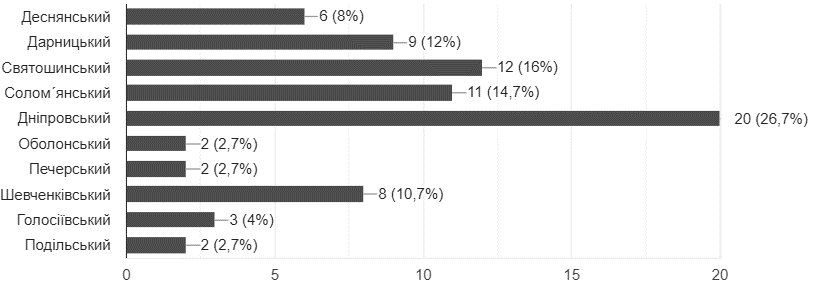 Деснянський 6 (8%)
Дарницький 9 (12%)
Святошинський 12 (16%)
Солом´янський 11 (14,7%)
Дніпровський 20 (26,7%)
Оболонський 2 (2,7%)
Печерський 2 (2,7%)
Шевченківський 8 (10,7%)
Голосіївський 3 (4%)
Подільський 2 (2,7%)
0 5 10 15 20